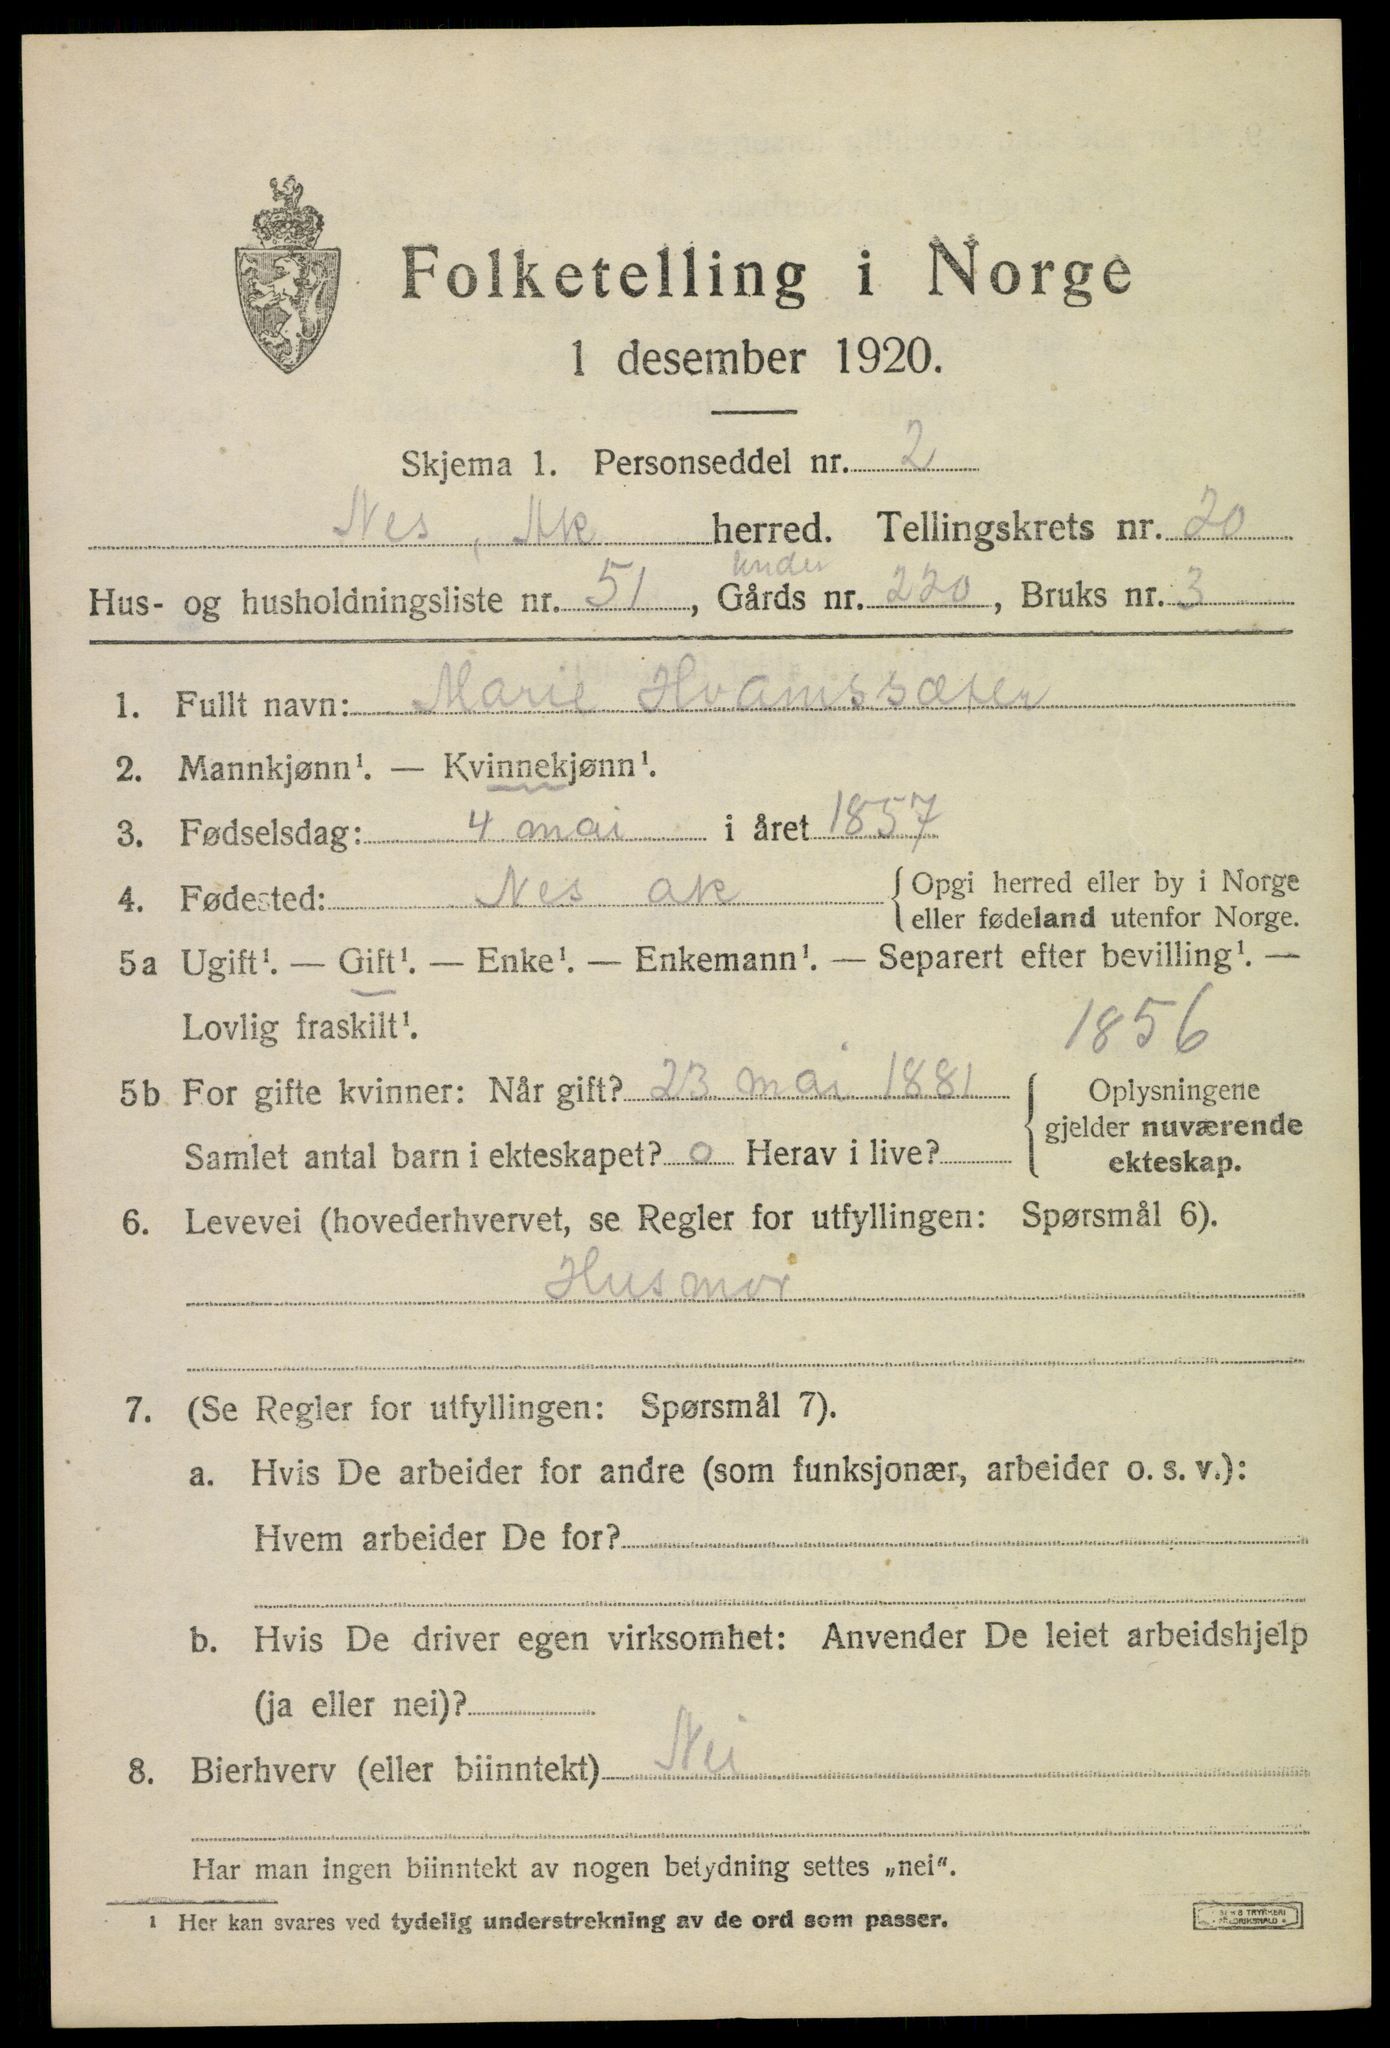 Folketelling i Norge
1 desember 1920.
Skjema 1. Personseddel nr. 2
Nes, Ak herred. Tellingskrets nr. 20
under
Hus- og husholdningsliste nr. 51, Gårds nr. 220, Bruks nr. 3
1. Fullt navn: Marie Hvamssæter
2. Mannkjønn¹. — Kvinnekjønn¹.
3. Fødselsdag: 4 mai i året 1857
4. Fødested: Nes ak { Opgi herred eller by i Norge
eller fødeland utenfor Norge.
5a Ugift¹. — Gift¹. — Enke¹. — Enkemann¹. — Separert efter bevilling¹. —
Lovlig fraskilt¹. 1856
5b For gifte kvinner: Når gift? 23 mai 1881 { Oplysningene
gjelder nuværende
Samlet antal barn i ekteskapet? 0 Herav i live? ekteskap.
6. Levevei (hovederhvervet, se Regler for utfyllingen: Spørsmål 6).
Husmor
7. (Se Regler for utfyllingen: Spørsmål 7).
a. Hvis De arbeider for andre (som funksjonær, arbeider o. s. v.):
Hvem arbeider De for?
b. Hvis De driver egen virksomhet: Anvender De leiet arbeidshjelp
(ja eller nei)?
8. Bierhverv (eller biinntekt) Nei
Har man ingen biinntekt av nogen betydning settes „nei“.
¹ Her kan svares ved tydelig understrekning av de ord som passer.